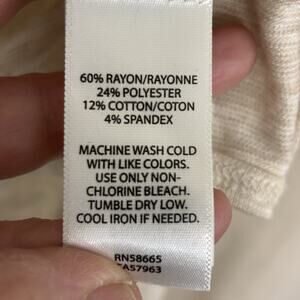 60% RAYON/RAYONNE
24% POLYESTER
12% COTTON/COTON
4% SPANDEX
MACHINE WASH COLD
WITH LIKE COLORS.
USE ONLY NON-
CHLORINE BLEACH.
TUMBLE DRY LOW.
COOL IRON IF NEEDED.
RN58665
CA57963